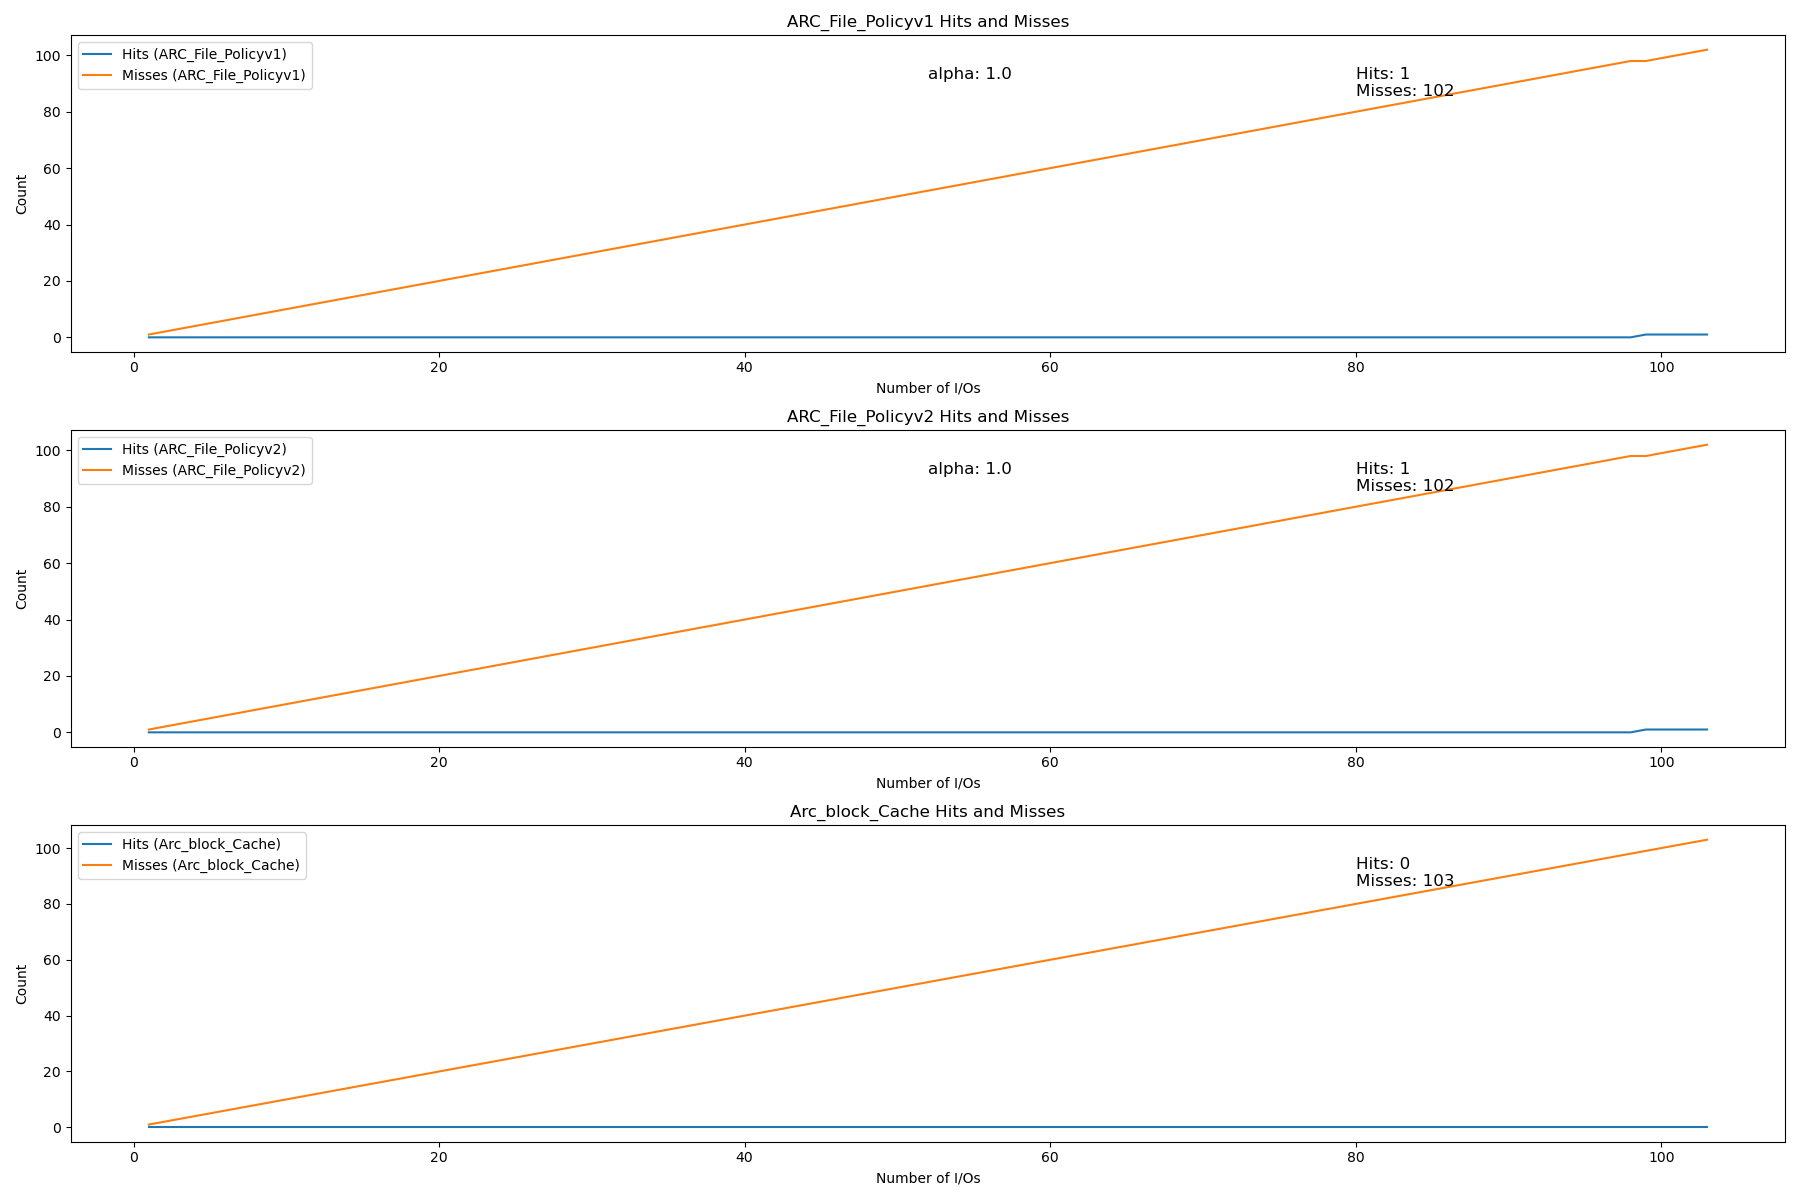 ARC_File_Policyv1 Hits and Misses
Hits (ARC_File_Policyv1)
Misses (ARC_File_Policyv1)
alpha: 1.0
Hits: 1
Misses: 102
100
80
60
40
20
0
Count
0 20 40 60 80 100
Number of I/Os
ARC_File_Policyv2 Hits and Misses
Hits (ARC_File_Policyv2)
Misses (ARC_File_Policyv2)
alpha: 1.0
Hits: 1
Misses: 102
100
80
60
40
20
0
Count
0 20 40 60 80 100
Number of I/Os
Arc_block_Cache Hits and Misses
Hits (Arc_block_Cache)
Misses (Arc_block_Cache)
Hits: 0
Misses: 103
100
80
60
40
20
0
Count
0 20 40 60 80 100
Number of I/Os